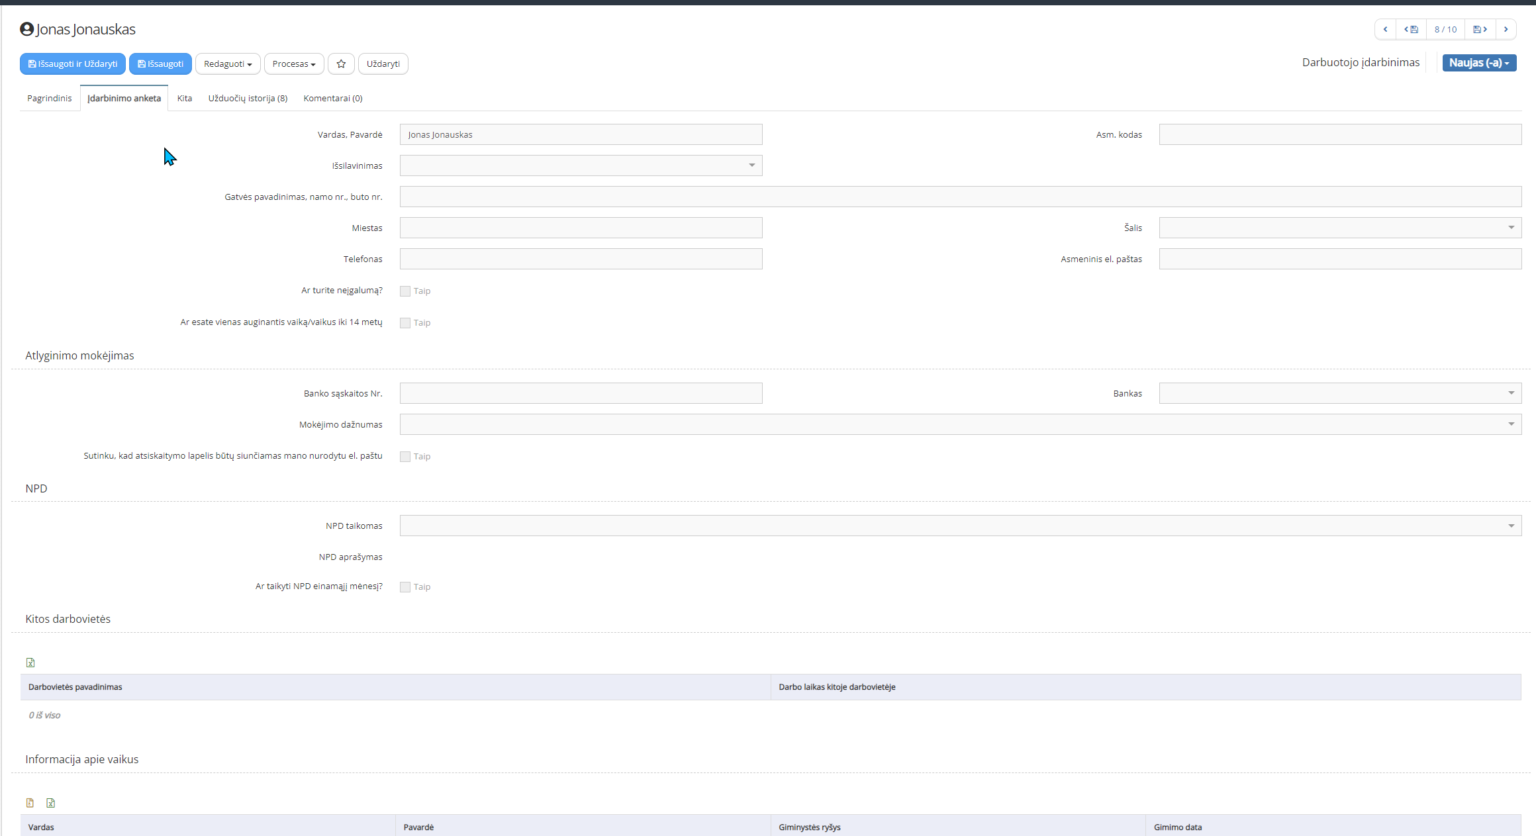 Jonas Jonauskas
8 / 10
Išsaugoti ir Uždaryti Išsaugoti Redaguoti Procesas Uždaryti
Darbuotojo įdarbinimas Naujas (-a)
Pagrindinis Įdarbinimo anketa Kita Užduočių istorija (8) Komentarai (0)
Vardas, Pavardė Jonas Jonauskas Asm. kodas
Išsilavinimas
Gatvės pavadinimas, namo nr., buto nr.
Miestas Šalis
Telefonas Asmeninis el. paštas
Ar turite neįgalumą? Taip
Ar esate vienas auginantis vaiką/vaikus iki 14 metų Taip
Atlyginimo mokėjimas
Banko sąskaitos Nr. Bankas
Mokėjimo dažnumas
Sutinku, kad atsiskaitymo lapelis būtų siunčiamas mano nurodytu el. paštu Taip
NPD
NPD taikomas
NPD aprašymas
Ar taikyti NPD einamąjį mėnesį? Taip
Kitos darbovietės
Darbovietės pavadinimas Darbo laikas kitoje darbovietėje
0 iš viso
Informacija apie vaikus
Vardas Pavardė Giminystės ryšys Gimimo data